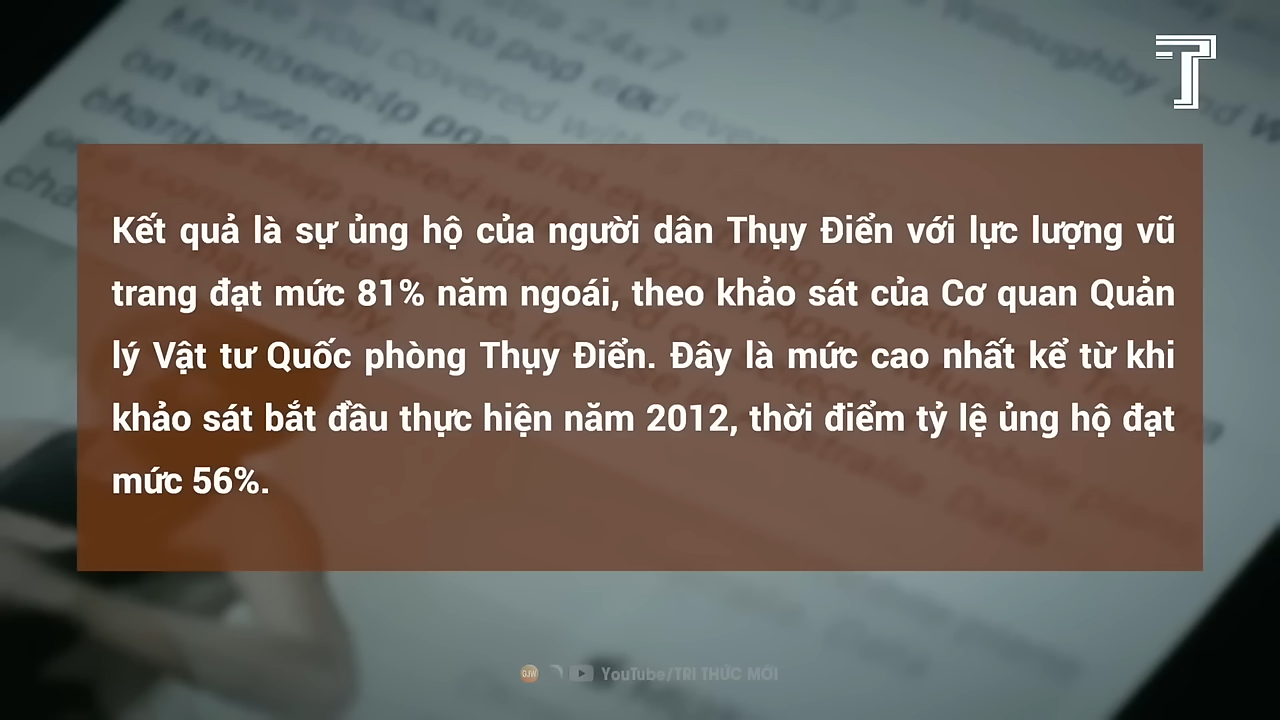 Kết quả là sự ủng hộ của người dân Thụy Điển với lực lượng vũ
trang đạt mức 81% năm ngoái, theo khảo sát của Cơ quan Quản
lý Vật tư Quốc phòng Thụy Điển. Đây là mức cao nhất kể từ khi
khảo sát bắt đầu thực hiện năm 2012, thời điểm tỷ lệ ủng hộ đạt
mức 56%.
YouTube/TRI THỨC MỚI